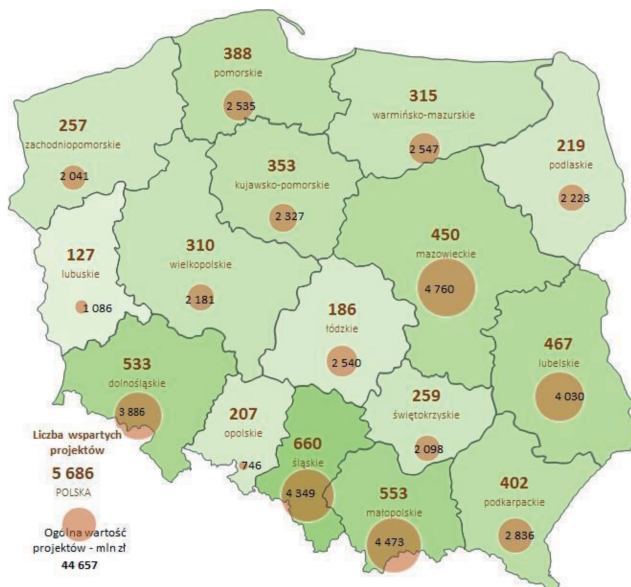 388
pomorskie
2 535
315
warmińsko-mazurskie
2 547
257
zachodniopomorskie
2 041
219
podlaskie
2 223
353
kujawsko-pomorskie
2 327
450
mazowieckie
4 760
127
lubuskie
1 086
310
wielkopolskie
2 181
186
łódzkie
2 540
467
lubelskie
4 030
533
dolnośląskie
3 886
207
opolskie
746
259
świętokrzyskie
2 098
660
śląskie
4 349
553
małopolskie
4 473
402
podkarpackie
2 836
Liczba wspartych
projektów
5 686
POLSKA
Ogólna wartość
projektów - mln zł
44 657